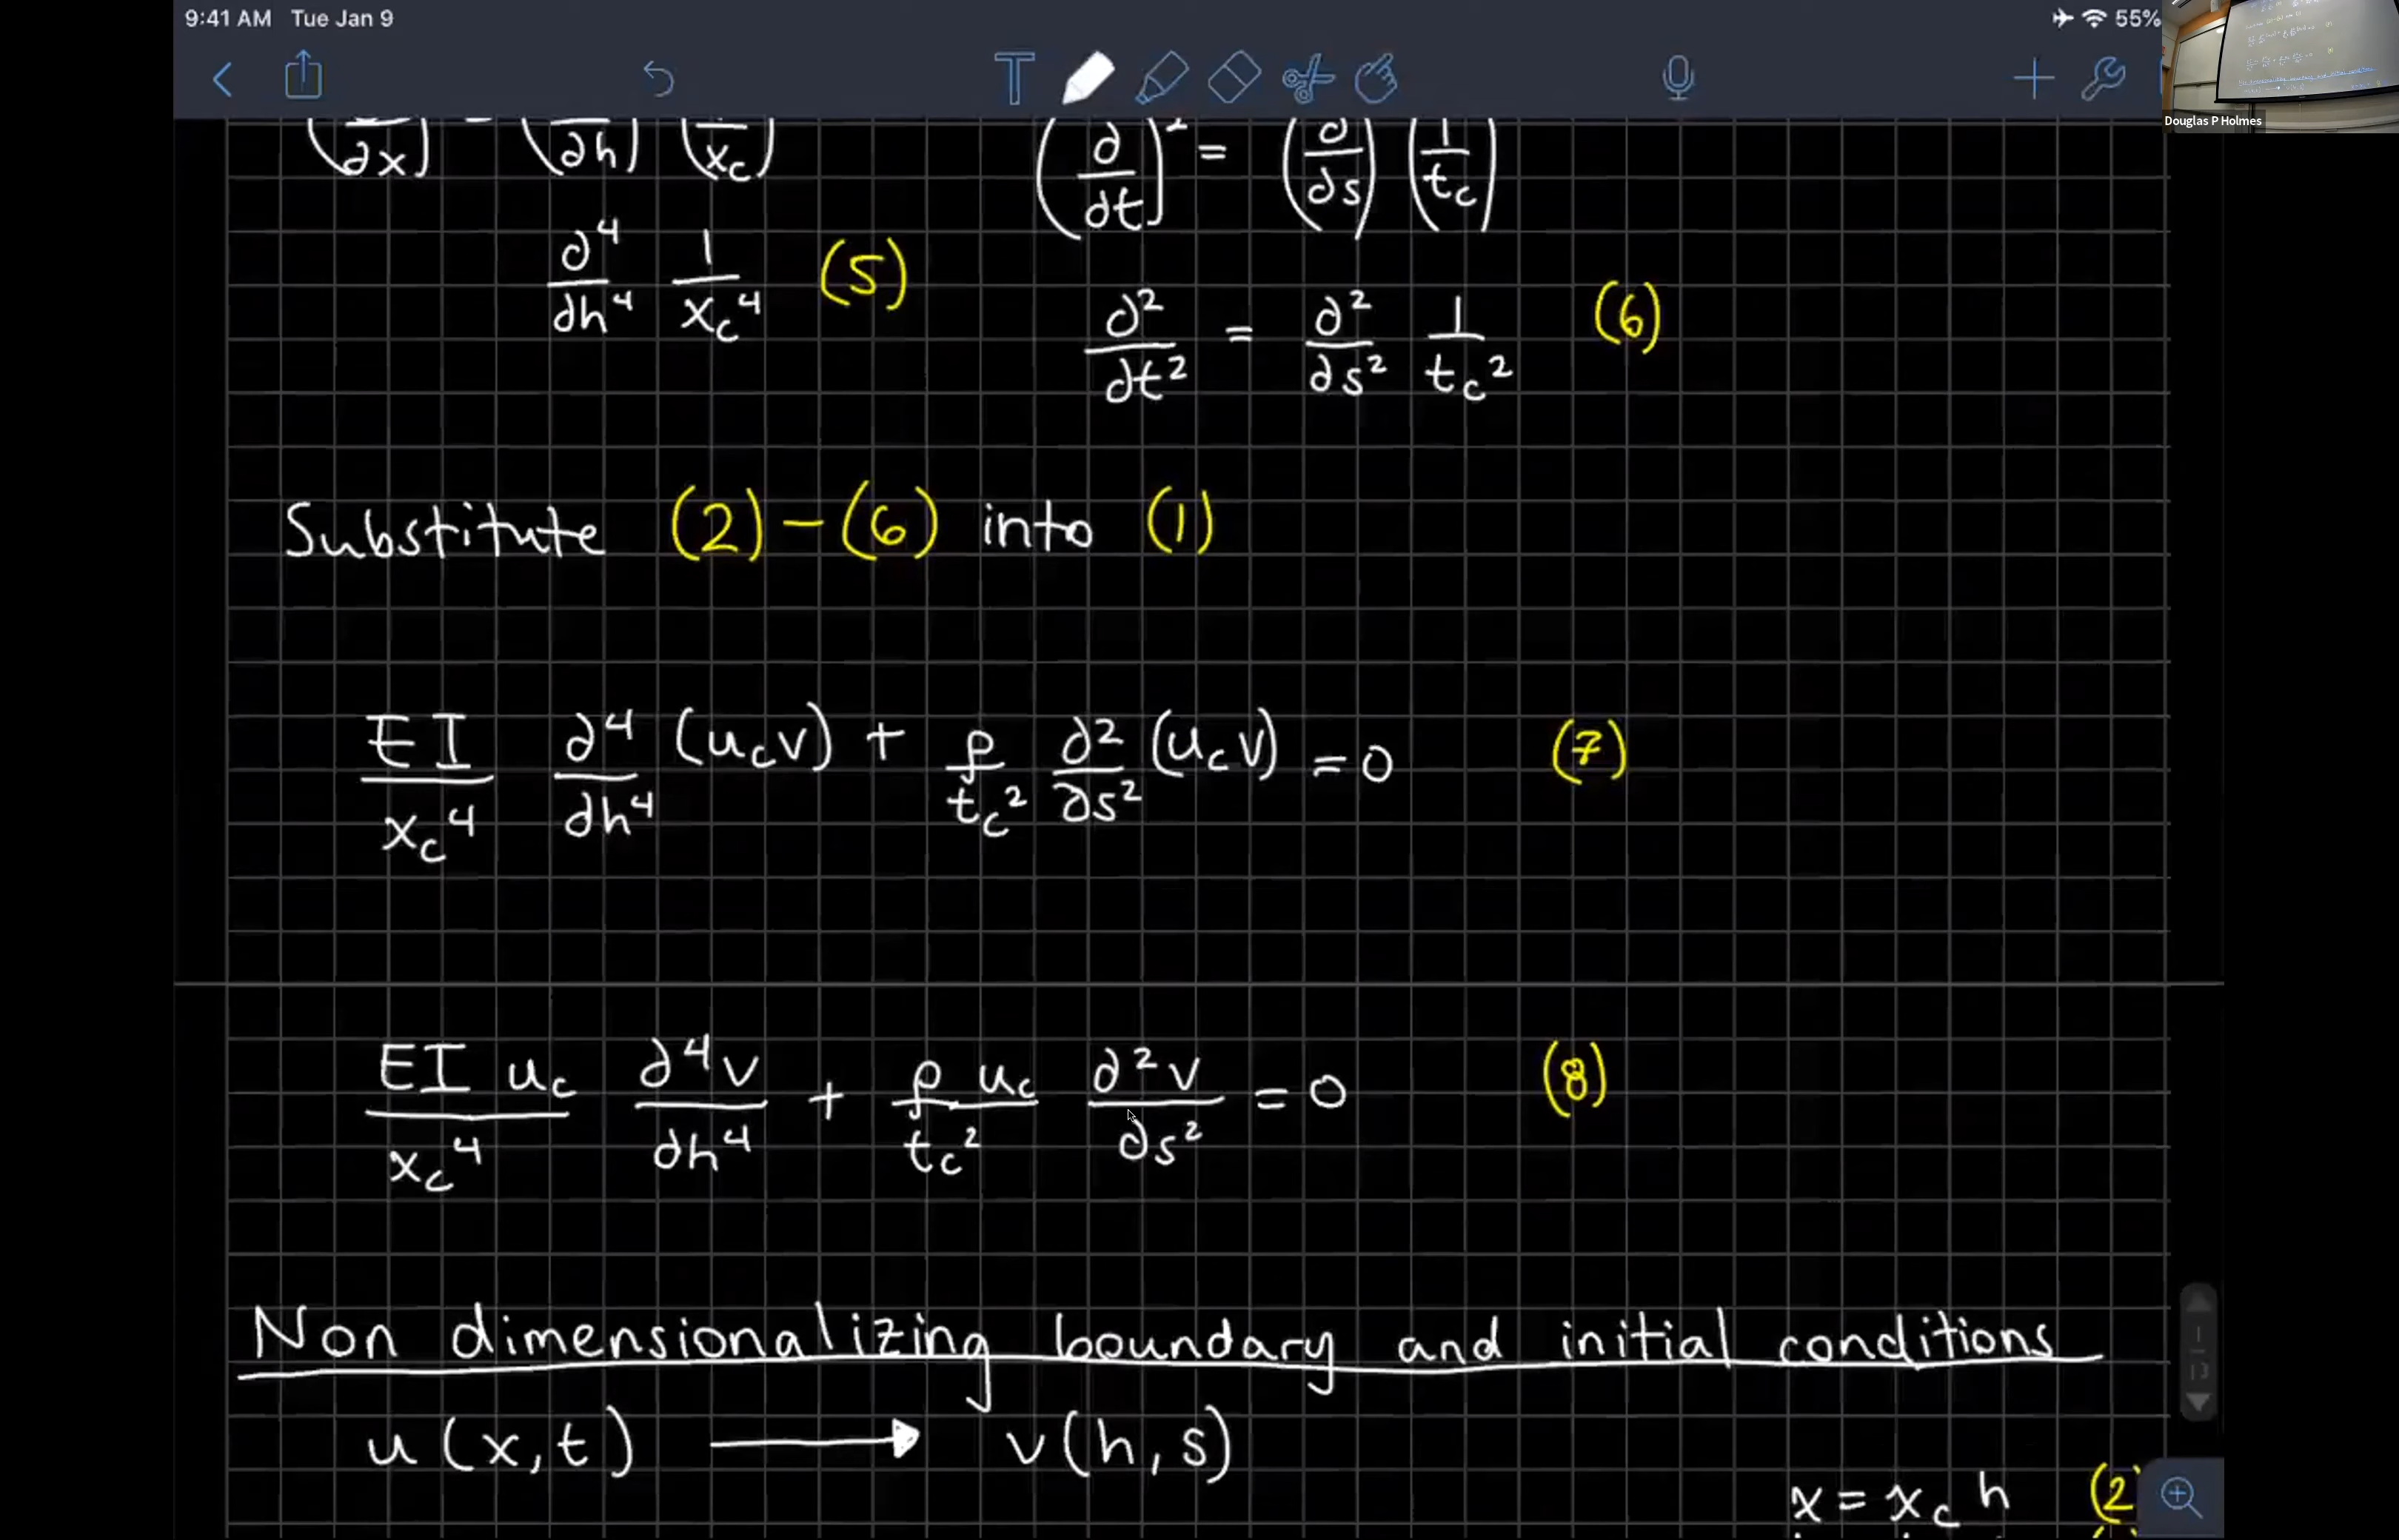 9:41 AM Tue Jan 9
55%
Douglas P Holmes
(∂x) (∂h) (x_c)
(∂/∂t)² = (∂/∂s) (1/t_c)
∂⁴/∂h⁴ 1/x_c⁴ (5)
∂²/∂t² = ∂²/∂s² 1/t_c² (6)
Substitute (2)-(6) into (1)
EI/x_c⁴ ∂⁴/∂h⁴ (u_c v) + ρ/t_c² ∂²/∂s² (u_c v) = 0 (7)
EI u_c/x_c⁴ ∂⁴v/∂h⁴ + ρ u_c/t_c² ∂²v/∂s² = 0 (8)
Non dimensionalizing boundary and initial conditions
u(x,t) → v(h,s)
x = x_c h (2